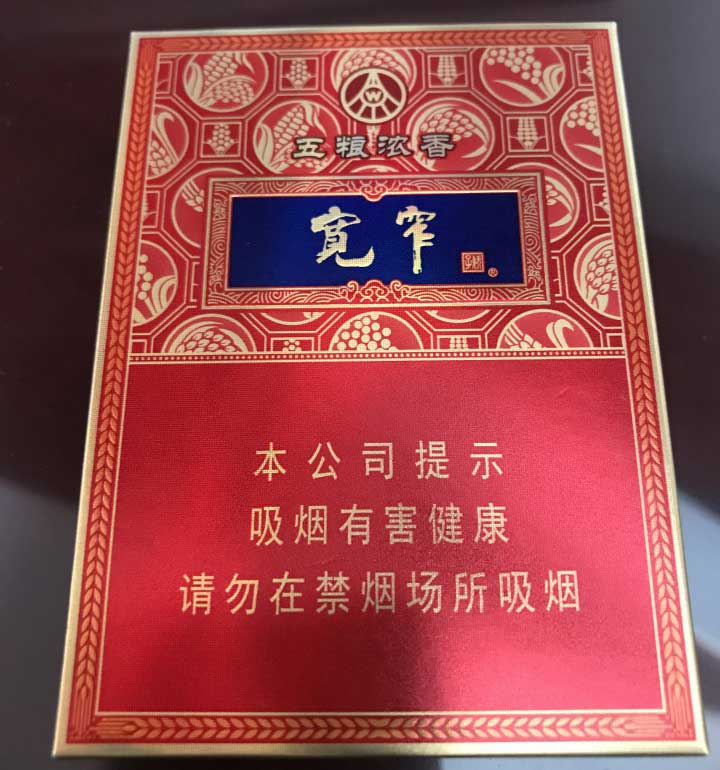 五粮浓香
宽窄
®
本公司提示
吸烟有害健康
请勿在禁烟场所吸烟